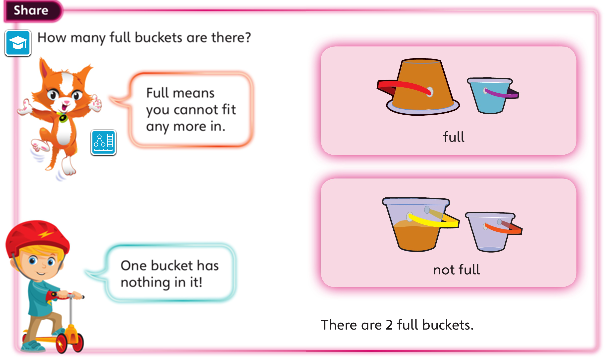 Share
How many full buckets are there?
Full means
you cannot fit
any more in.
full
not full
One bucket has
nothing in it!
There are 2 full buckets.